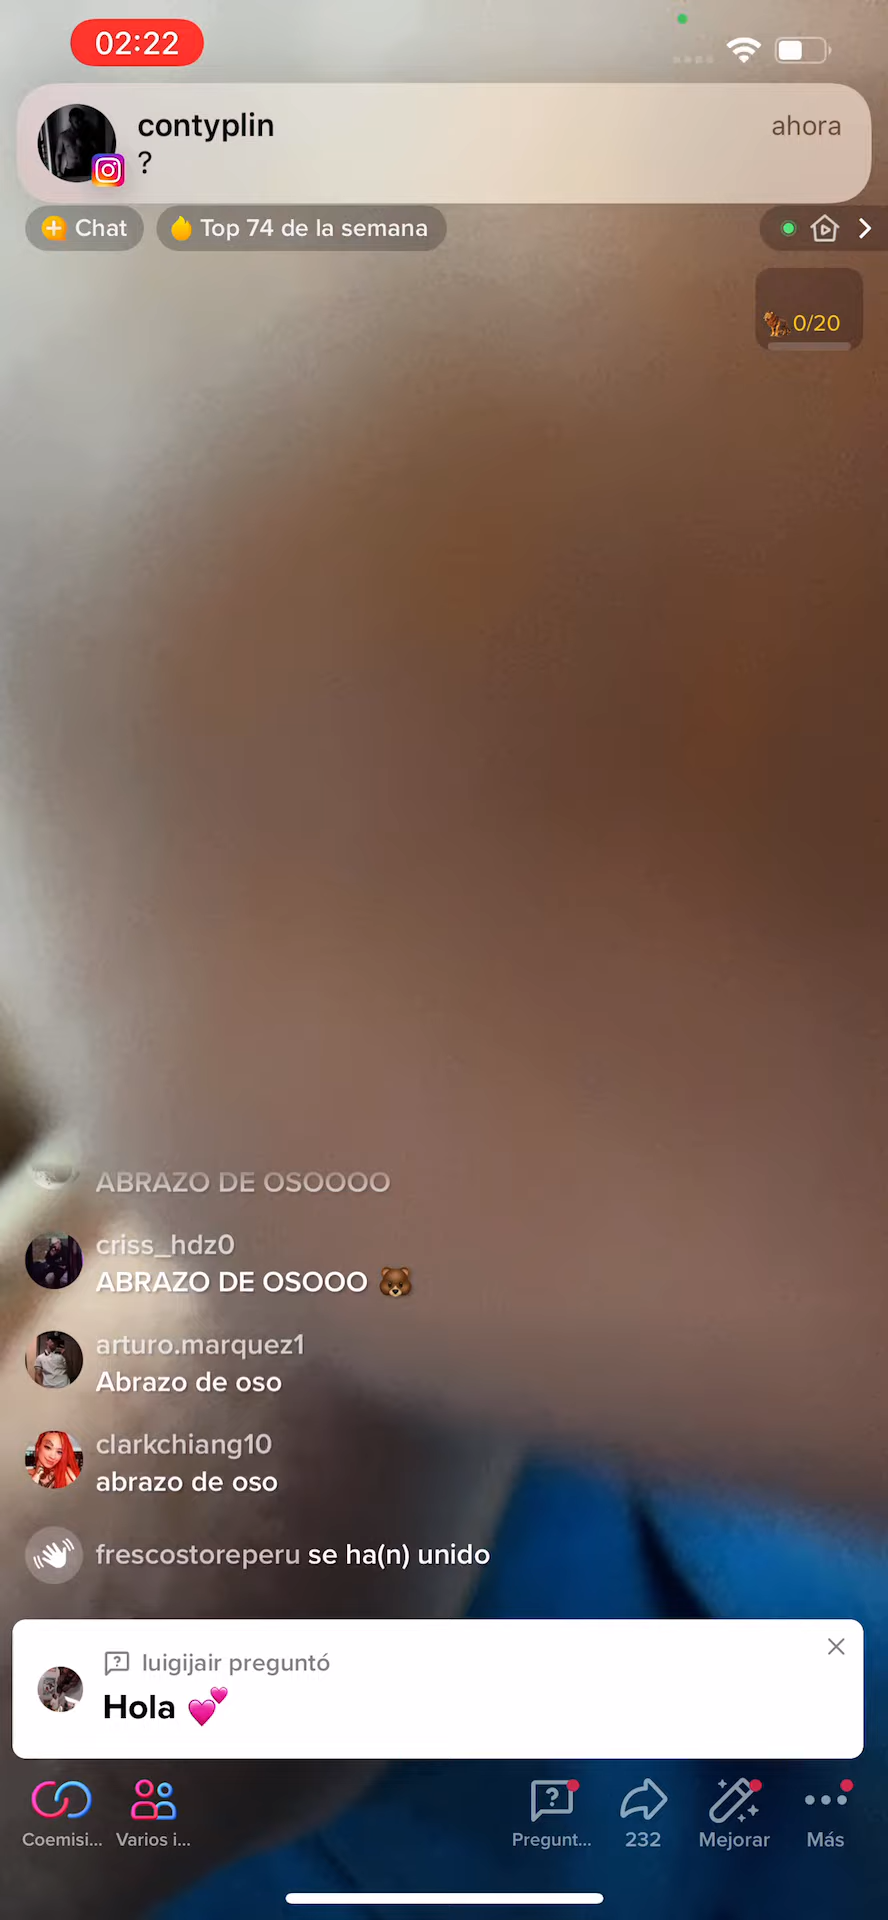 02:22
contyplin
ahora
?
Chat
Top 74 de la semana
0/20
ABRAZO DE OSOOOO
criss_hdz0
ABRAZO DE OSOOO 🐻
arturo.marquez1
Abrazo de oso
clarkchiang10
abrazo de oso
frescostoreperu se ha(n) unido
luigijair preguntó
Hola 💕
Coemisi...
Varios i...
Pregunt...
232
Mejorar
Más